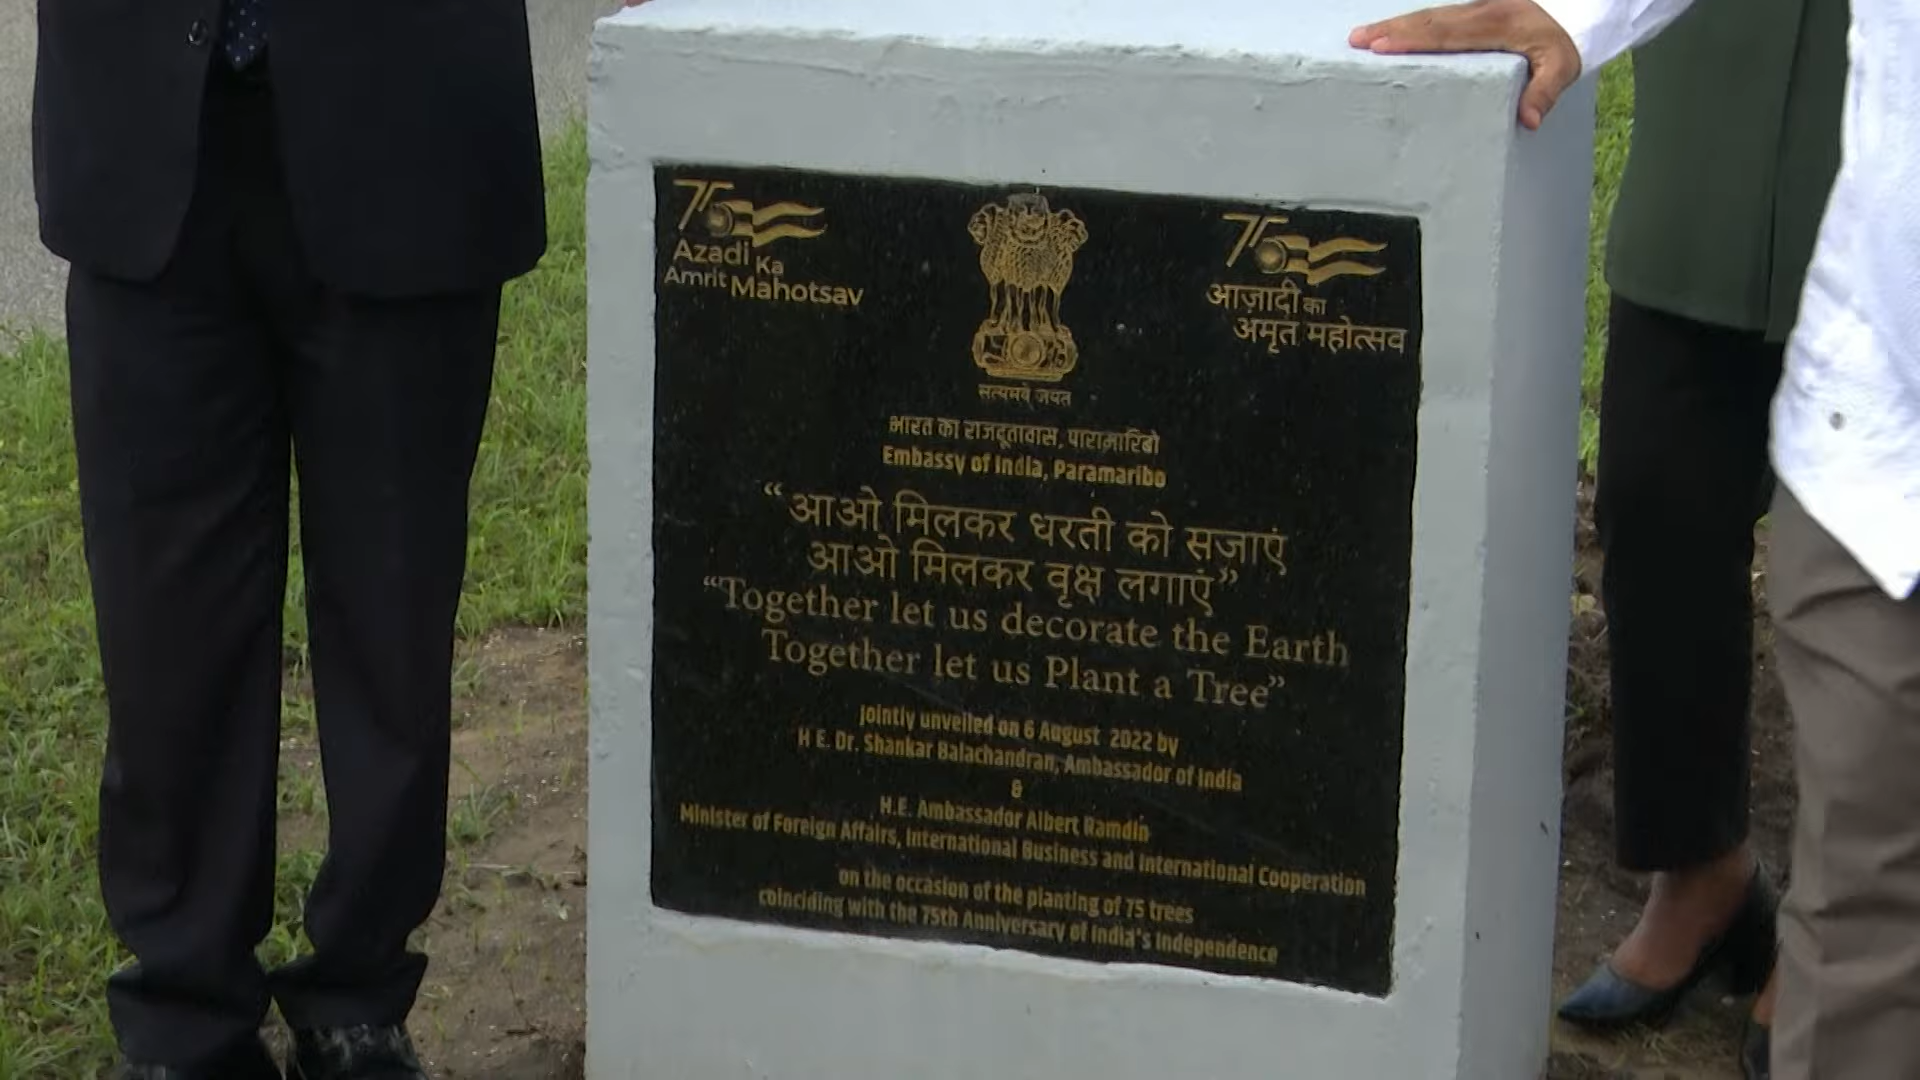 75
Azadi Ka
Amrit Mahotsav
75
आज़ादी का
अमृत महोत्सव
सत्यमेव जयते
भारत का राजदूतावास, पारामारिबो
Embassy of India, Paramaribo
“आओ मिलकर धरती को सजाएं
आओ मिलकर वृक्ष लगाएं”
“Together let us decorate the Earth
Together let us Plant a Tree”
Jointly unveiled on 6 August 2022 by
H E. Dr. Shankar Balachandran, Ambassador of India
&
H.E. Ambassador Albert Ramdin
Minister of Foreign Affairs, International Business and International Cooperation
on the occasion of the planting of 75 trees
coinciding with the 75th Anniversary of India's Independence